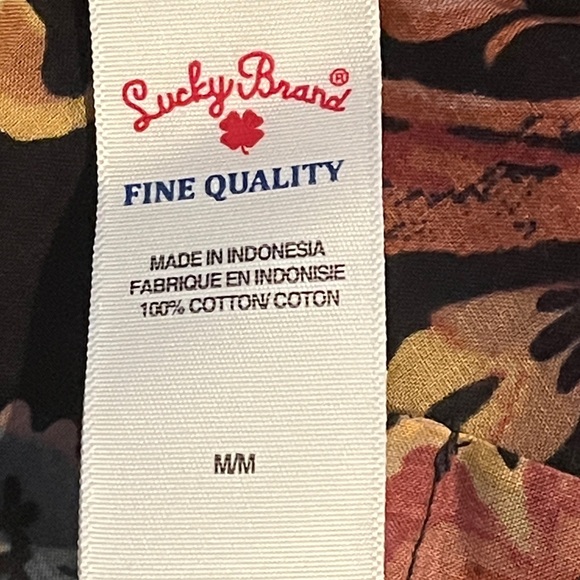 Lucky Brand®
FINE QUALITY
MADE IN INDONESIA
FABRIQUE EN INDONISIE
100% COTTON/ COTON
M/M